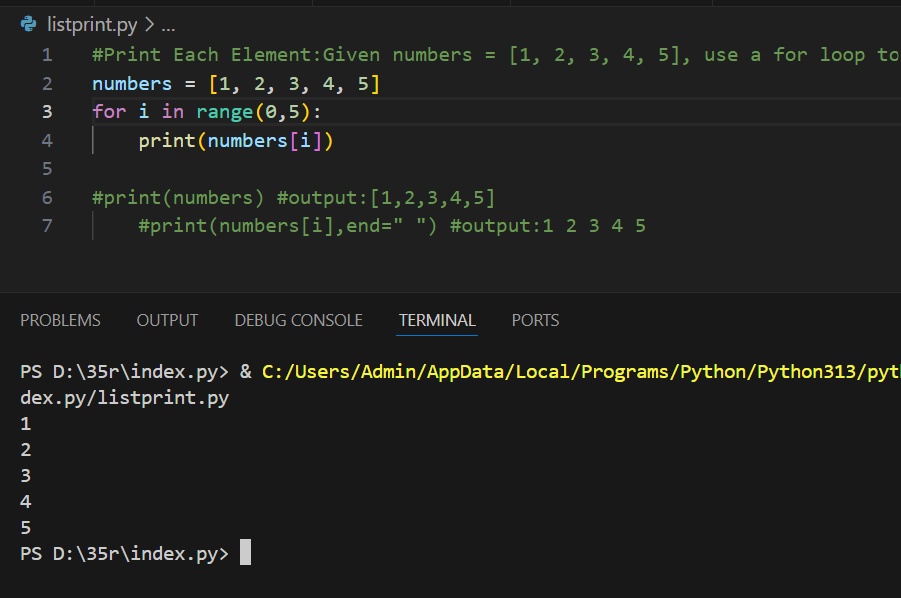 listprint.py > ...
1 #Print Each Element:Given numbers = [1, 2, 3, 4, 5], use a for loop to
2 numbers = [1, 2, 3, 4, 5]
3 for i in range(0,5):
4     print(numbers[i])
5
6 #print(numbers) #output:[1,2,3,4,5]
7     #print(numbers[i],end=" ") #output:1 2 3 4 5
PROBLEMS OUTPUT DEBUG CONSOLE TERMINAL PORTS
PS D:\35r\index.py> & C:/Users/Admin/AppData/Local/Programs/Python/Python313/pyt
dex.py/listprint.py
1
2
3
4
5
PS D:\35r\index.py>